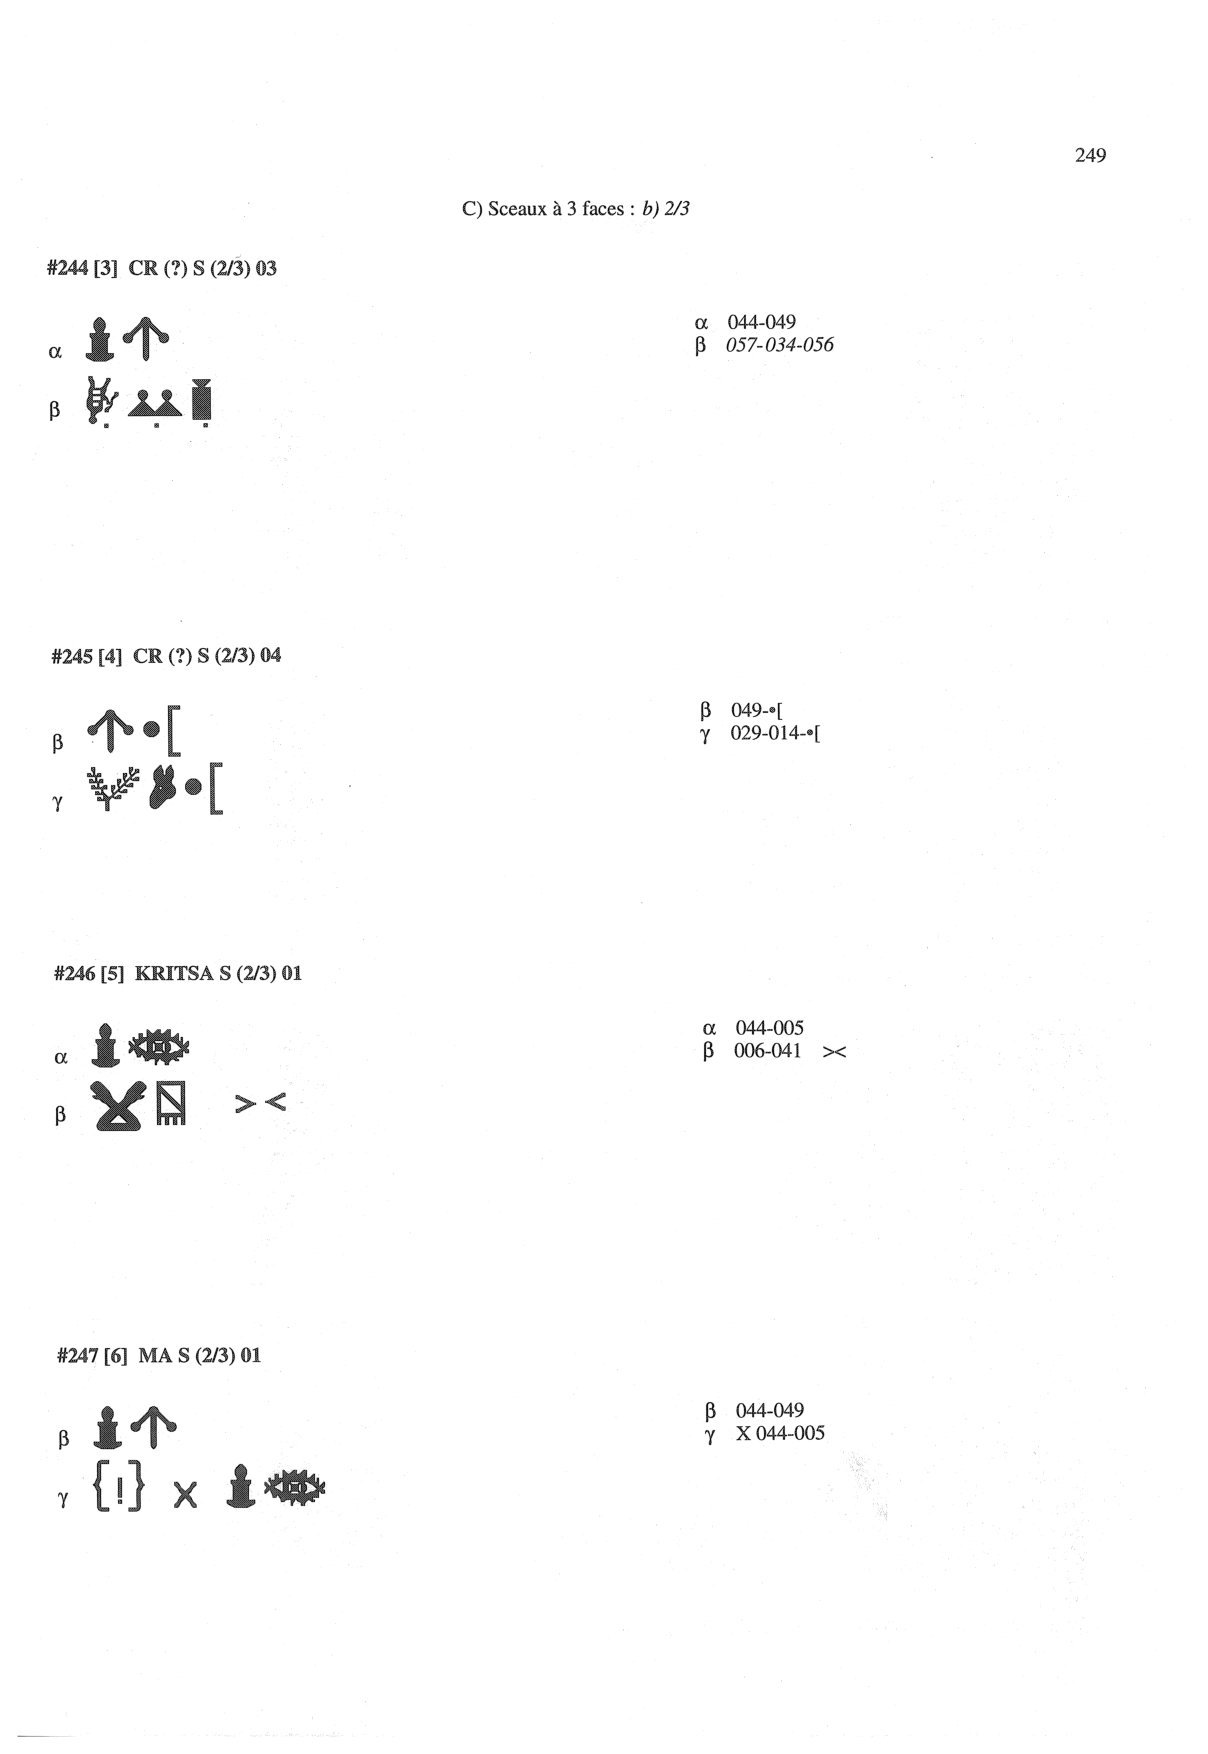 249
C) Sceaux à 3 faces : b) 2/3
#244 [3] CR (?) S (2/3) 03
α
α 044-049
β 057-034-056
β
#245 [4] CR (?) S (2/3) 04
β •[
β 049-•[
γ 029-014-•[
γ •[
#246 [5] KRITSA S (2/3) 01
α
α 044-005
β 006-041 ><
β > <
#247 [6] MA S (2/3) 01
β
β 044-049
γ X 044-005
γ {!} X